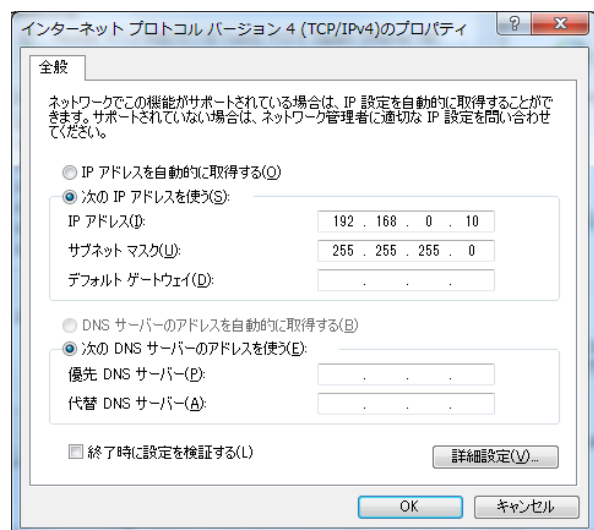 インターネット プロトコル バージョン 4 (TCP/IPv4)のプロパティ
全般
ネットワークでこの機能がサポートされている場合は、IP 設定を自動的に取得することがで
きます。サポートされていない場合は、ネットワーク管理者に適切な IP 設定を問い合わせ
てください。
IP アドレスを自動的に取得する(O)
次の IP アドレスを使う(S):
IP アドレス(I): 192 . 168 . 0 . 10
サブネット マスク(U): 255 . 255 . 255 . 0
デフォルト ゲートウェイ(D): . . .
DNS サーバーのアドレスを自動的に取得する(B)
次の DNS サーバーのアドレスを使う(E):
優先 DNS サーバー(P): . . .
代替 DNS サーバー(A): . . .
終了時に設定を検証する(L)
詳細設定(V)...
OK キャンセル